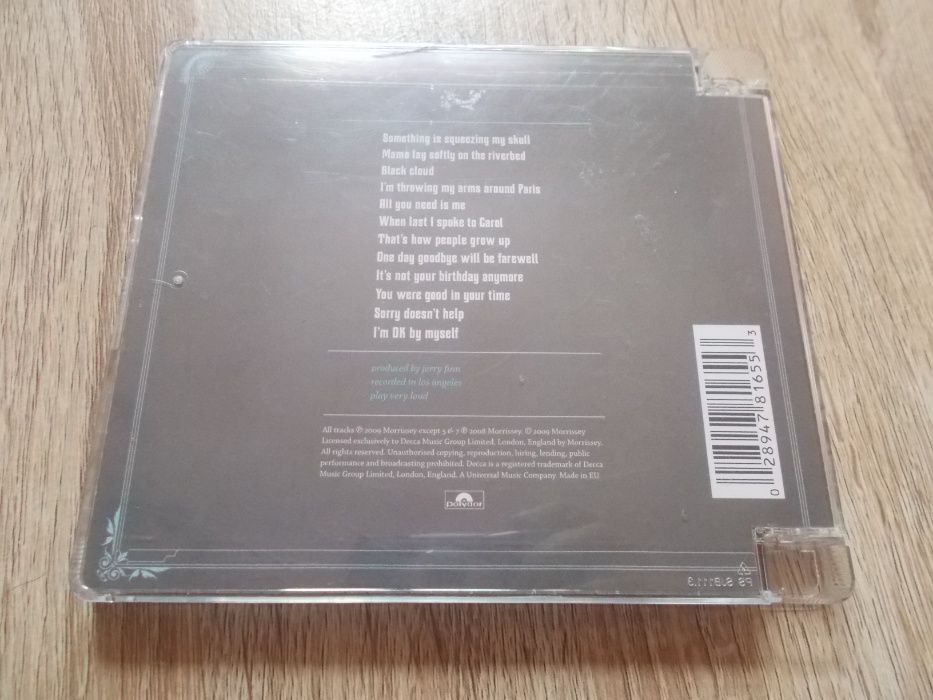 Something is squeezing my skull
Mama lay softly on the riverbed
Black cloud
I'm throwing my arms around Paris
All you need is me
When last I spoke to Carol
That's how people grow up
One day goodbye will be farewell
It's not your birthday anymore
You were good in your time
Sorry doesn't help
I'm OK by myself
produced by jerry finn
recorded in los angeles
play very loud
All tracks ℗ 2009 Morrissey except 5 & 7 ℗ 2008 Morrissey. © 2009 Morrissey
Licensed exclusively to Decca Music Group Limited, London, England by Morrissey.
All rights reserved. Unauthorised copying, reproduction, hiring, lending, public
performance and broadcasting prohibited. Decca is a registered trademark of Decca
Music Group Limited, London, England. A Universal Music Company. Made in EU.
polydor
0 28947 81655 3